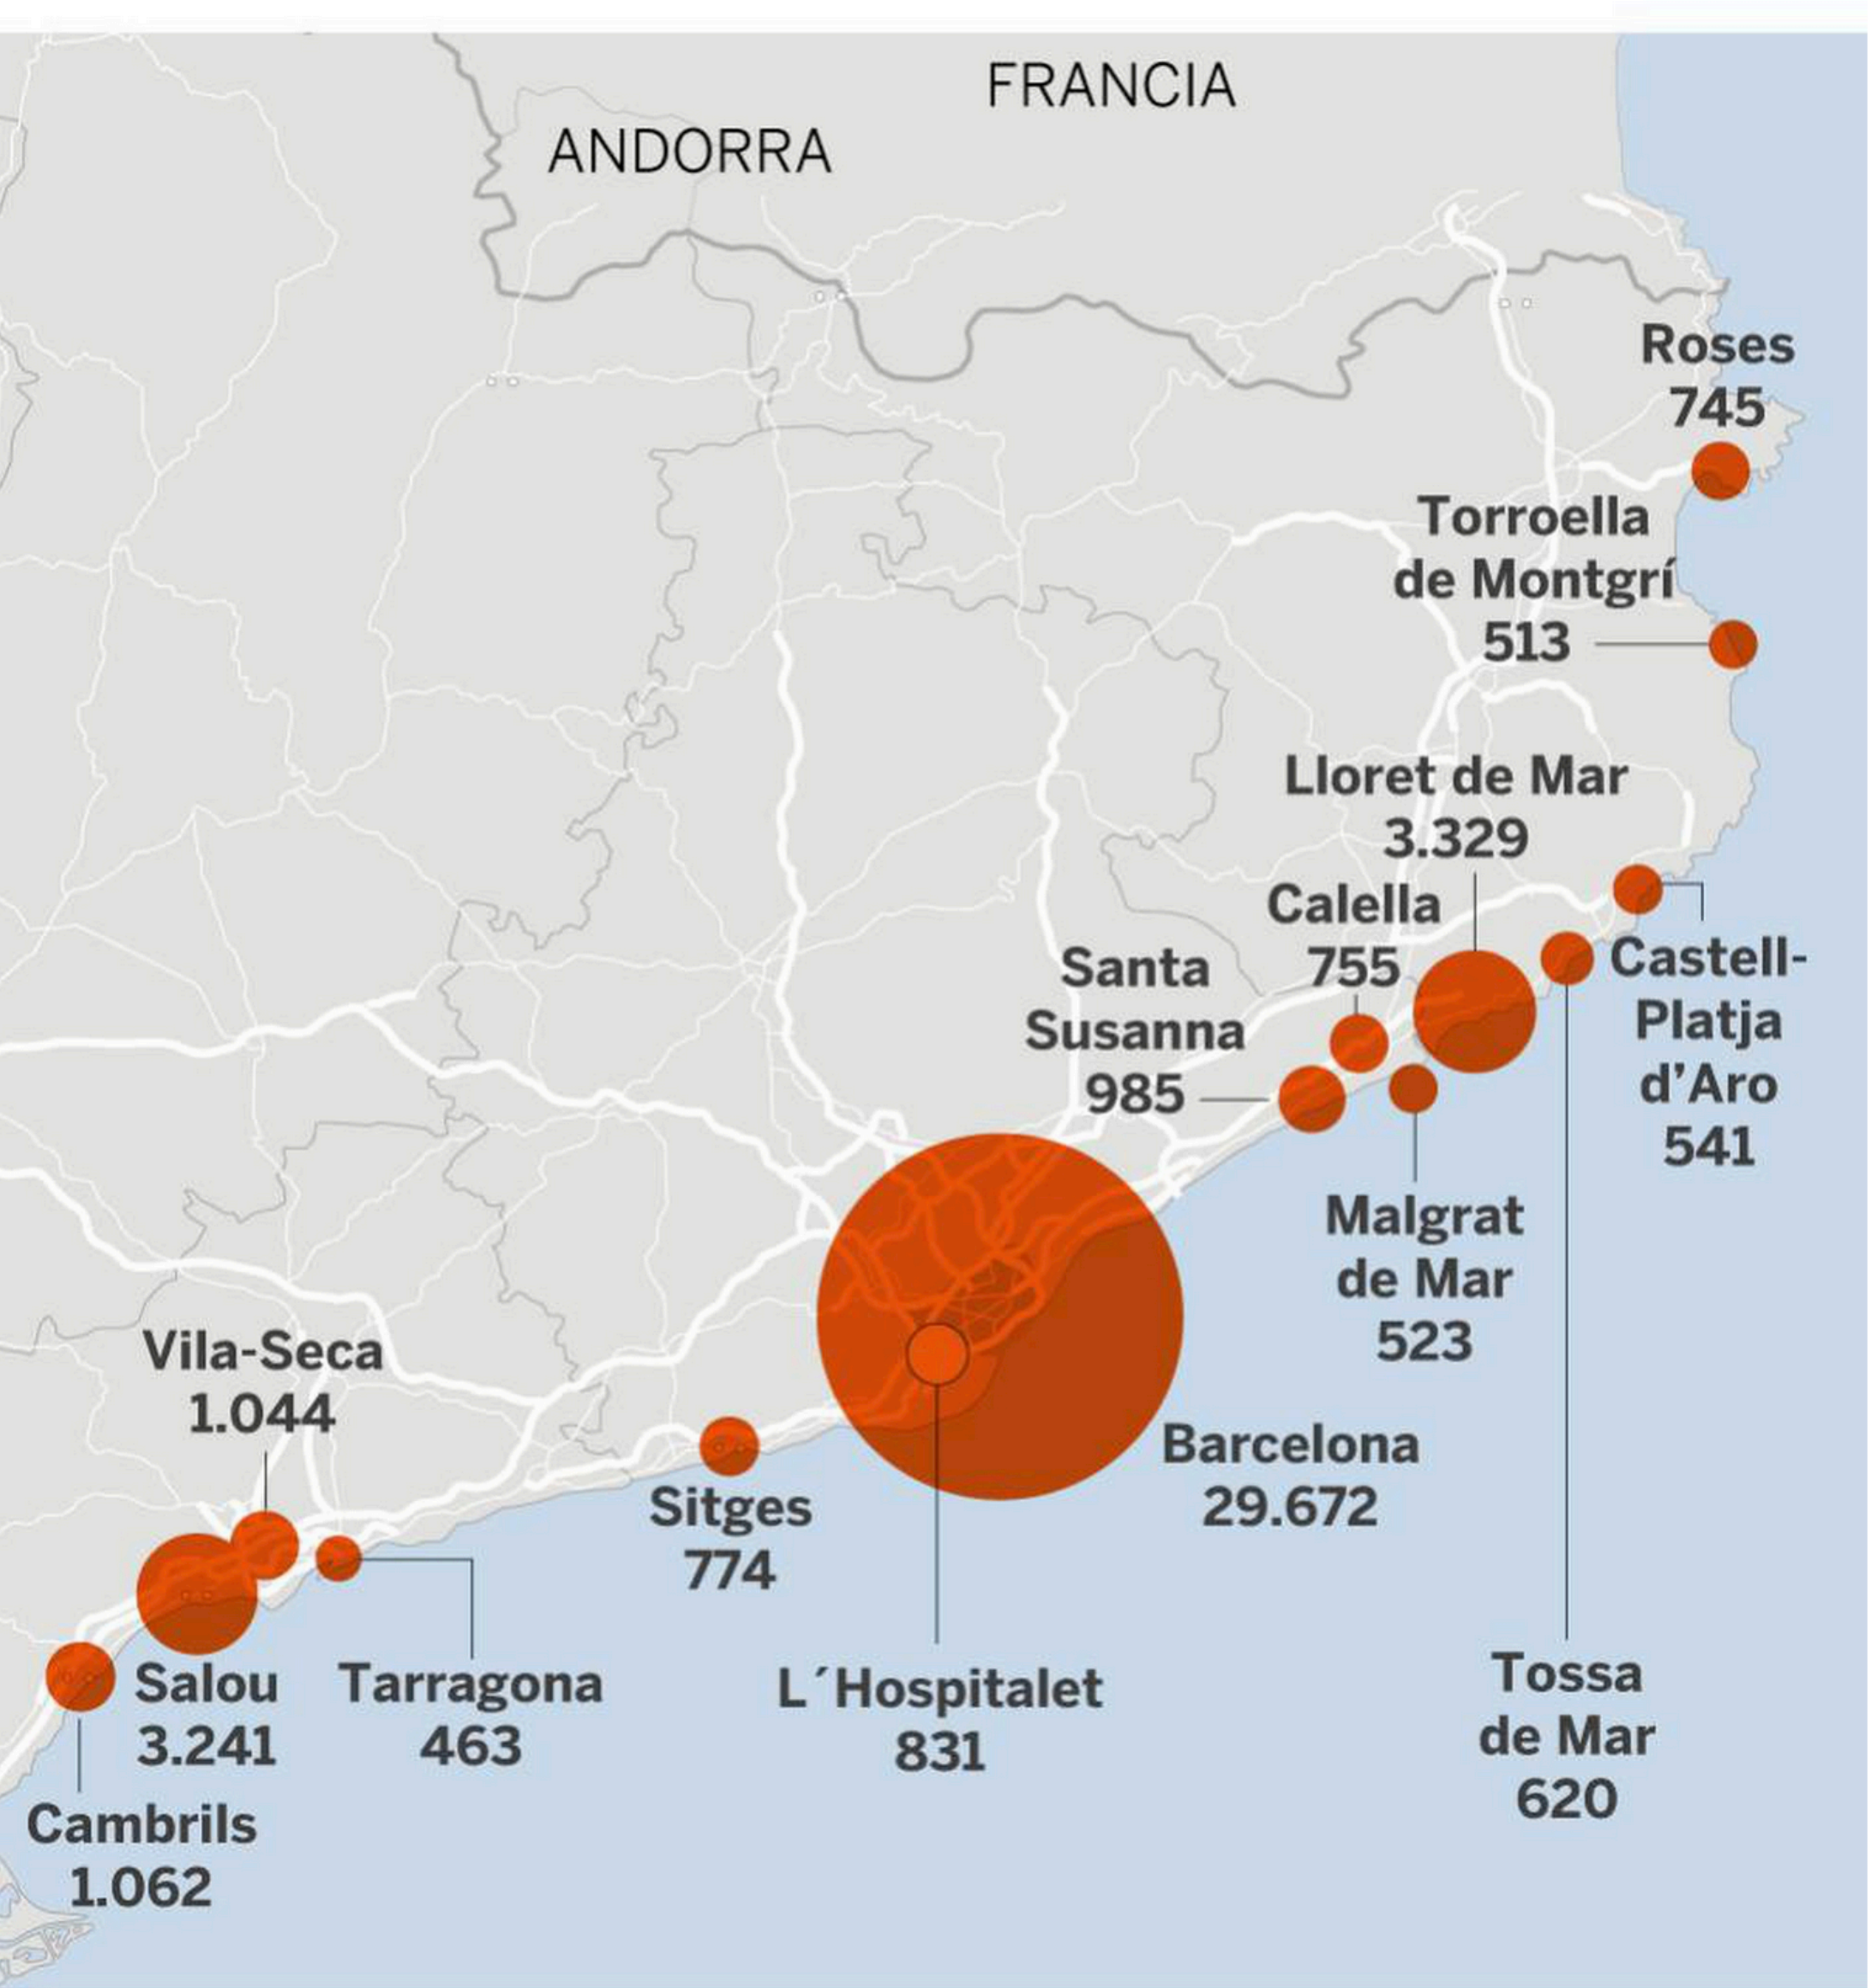 FRANCIA
ANDORRA
Roses
745
Torroella
de Montgrí
513
Lloret de Mar
3.329
Calella
755
Santa
Susanna
985
Castell-
Platja
d’Aro
541
Malgrat
de Mar
523
Vila-Seca
1.044
Barcelona
29.672
Sitges
774
Salou
3.241
Tarragona
463
L´Hospitalet
831
Tossa
de Mar
620
Cambrils
1.062